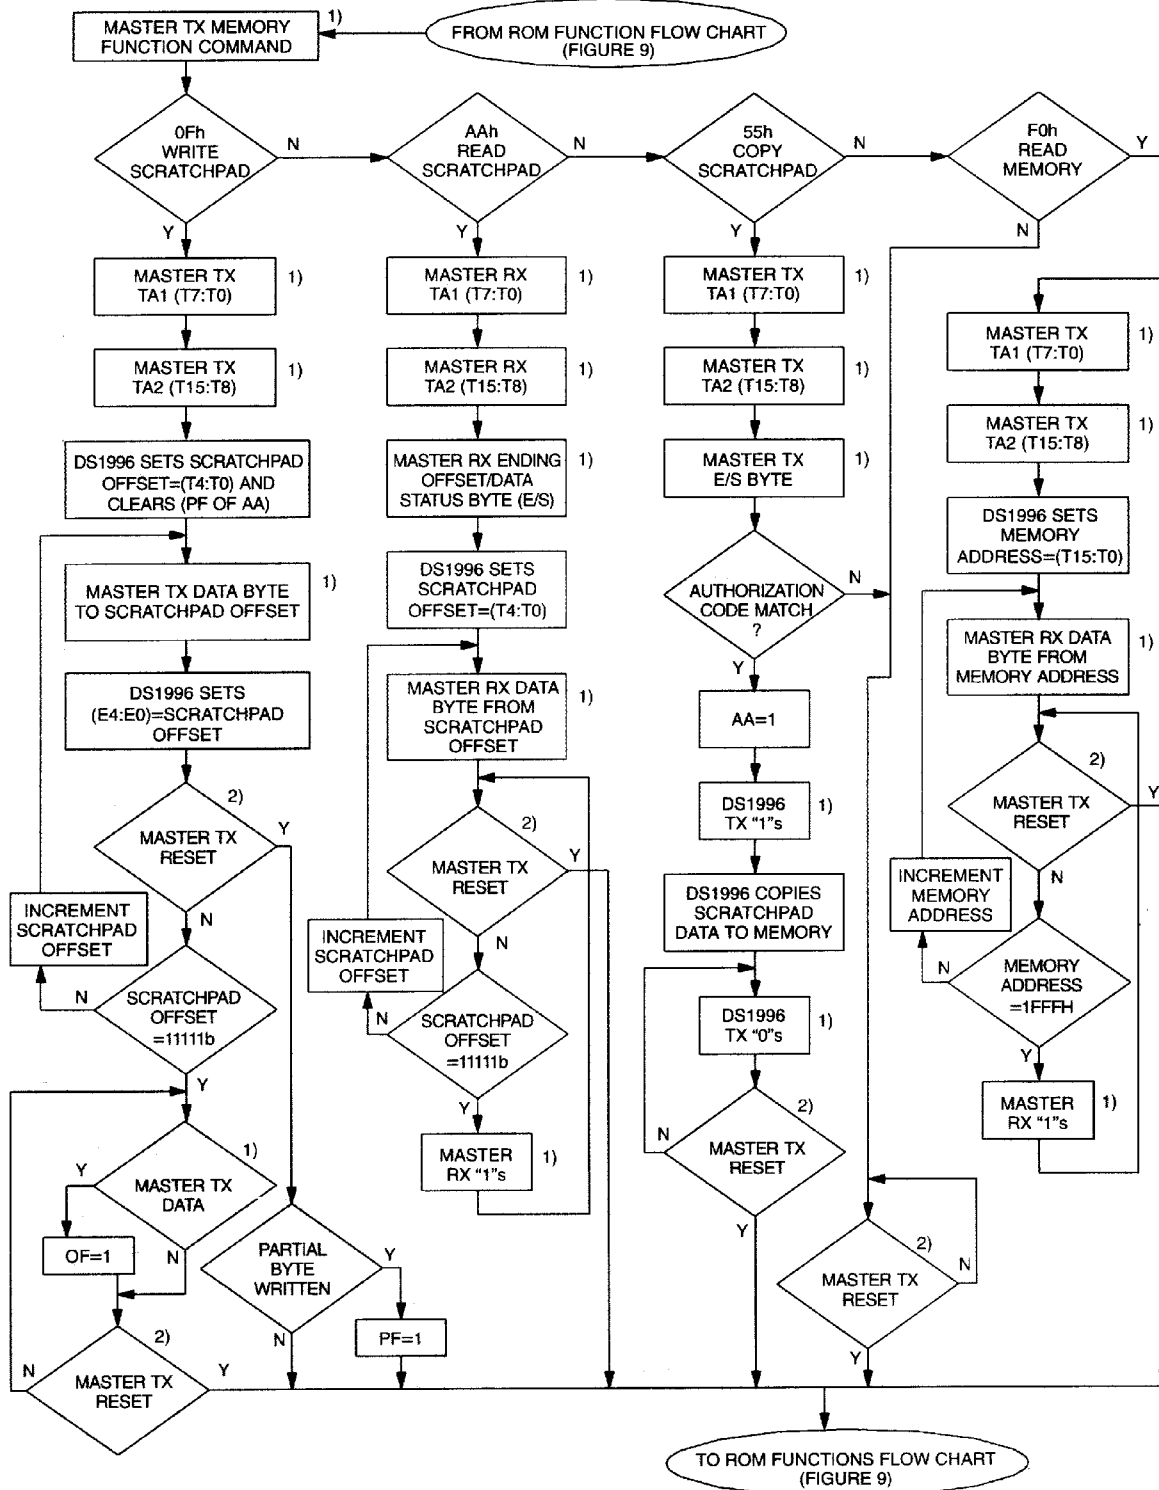 MASTER TX MEMORY
FUNCTION COMMAND
1)
FROM ROM FUNCTION FLOW CHART
(FIGURE 9)
0Fh
WRITE
SCRATCHPAD
N
Y
AAh
READ
SCRATCHPAD
N
Y
55h
COPY
SCRATCHPAD
N
Y
F0h
READ
MEMORY
Y
N
MASTER TX
TA1 (T7:T0)
1)
MASTER TX
TA2 (T15:T8)
1)
DS1996 SETS SCRATCHPAD
OFFSET=(T4:T0) AND
CLEARS (PF OF AA)
MASTER TX DATA BYTE
TO SCRATCHPAD OFFSET
1)
DS1996 SETS
(E4:E0)=SCRATCHPAD
OFFSET
2)
MASTER TX
RESET
Y
N
INCREMENT
SCRATCHPAD
OFFSET
N
SCRATCHPAD
OFFSET
=11111b
Y
1)
Y
MASTER TX
DATA
N
OF=1
2)
N
MASTER TX
RESET
Y
PARTIAL
BYTE
WRITTEN
Y
N
PF=1
MASTER RX
TA1 (T7:T0)
1)
MASTER RX
TA2 (T15:T8)
1)
MASTER RX ENDING
OFFSET/DATA
STATUS BYTE (E/S)
1)
DS1996 SETS
SCRATCHPAD
OFFSET=(T4:T0)
MASTER RX DATA
BYTE FROM
SCRATCHPAD
OFFSET
1)
2)
MASTER TX
RESET
Y
N
INCREMENT
SCRATCHPAD
OFFSET
N
SCRATCHPAD
OFFSET
=11111b
Y
MASTER
RX "1"s
1)
MASTER TX
TA1 (T7:T0)
1)
MASTER TX
TA2 (T15:T8)
1)
MASTER TX
E/S BYTE
1)
AUTHORIZATION
CODE MATCH
?
N
Y
AA=1
DS1996
TX "1"s
1)
DS1996 COPIES
SCRATCHPAD
DATA TO MEMORY
DS1996
TX "0"s
1)
2)
N
MASTER TX
RESET
Y
2)
MASTER TX
RESET
N
Y
MASTER TX
TA1 (T7:T0)
1)
MASTER TX
TA2 (T15:T8)
1)
DS1996 SETS
MEMORY
ADDRESS=(T15:T0)
MASTER RX DATA
BYTE FROM
MEMORY ADDRESS
1)
2)
MASTER TX
RESET
Y
N
INCREMENT
MEMORY
ADDRESS
N
MEMORY
ADDRESS
=1FFFH
Y
MASTER
RX "1"s
1)
TO ROM FUNCTIONS FLOW CHART
(FIGURE 9)